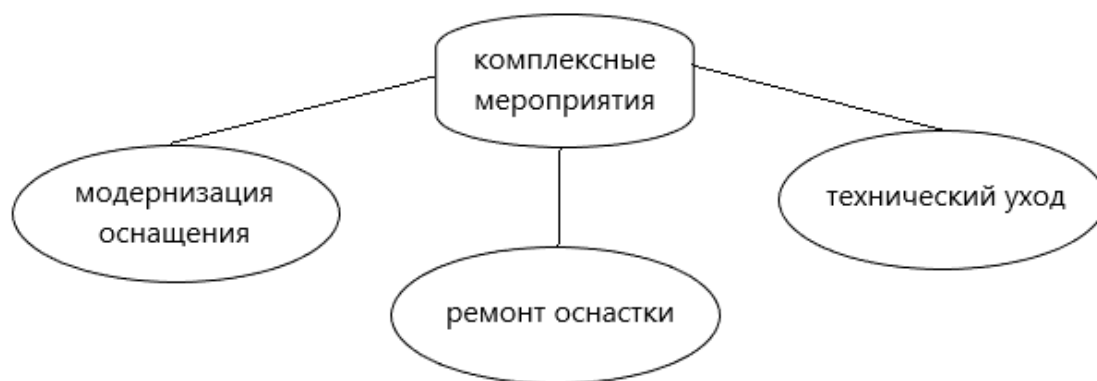 комплексные
мероприятия
модернизация
оснащения
технический уход
ремонт оснастки